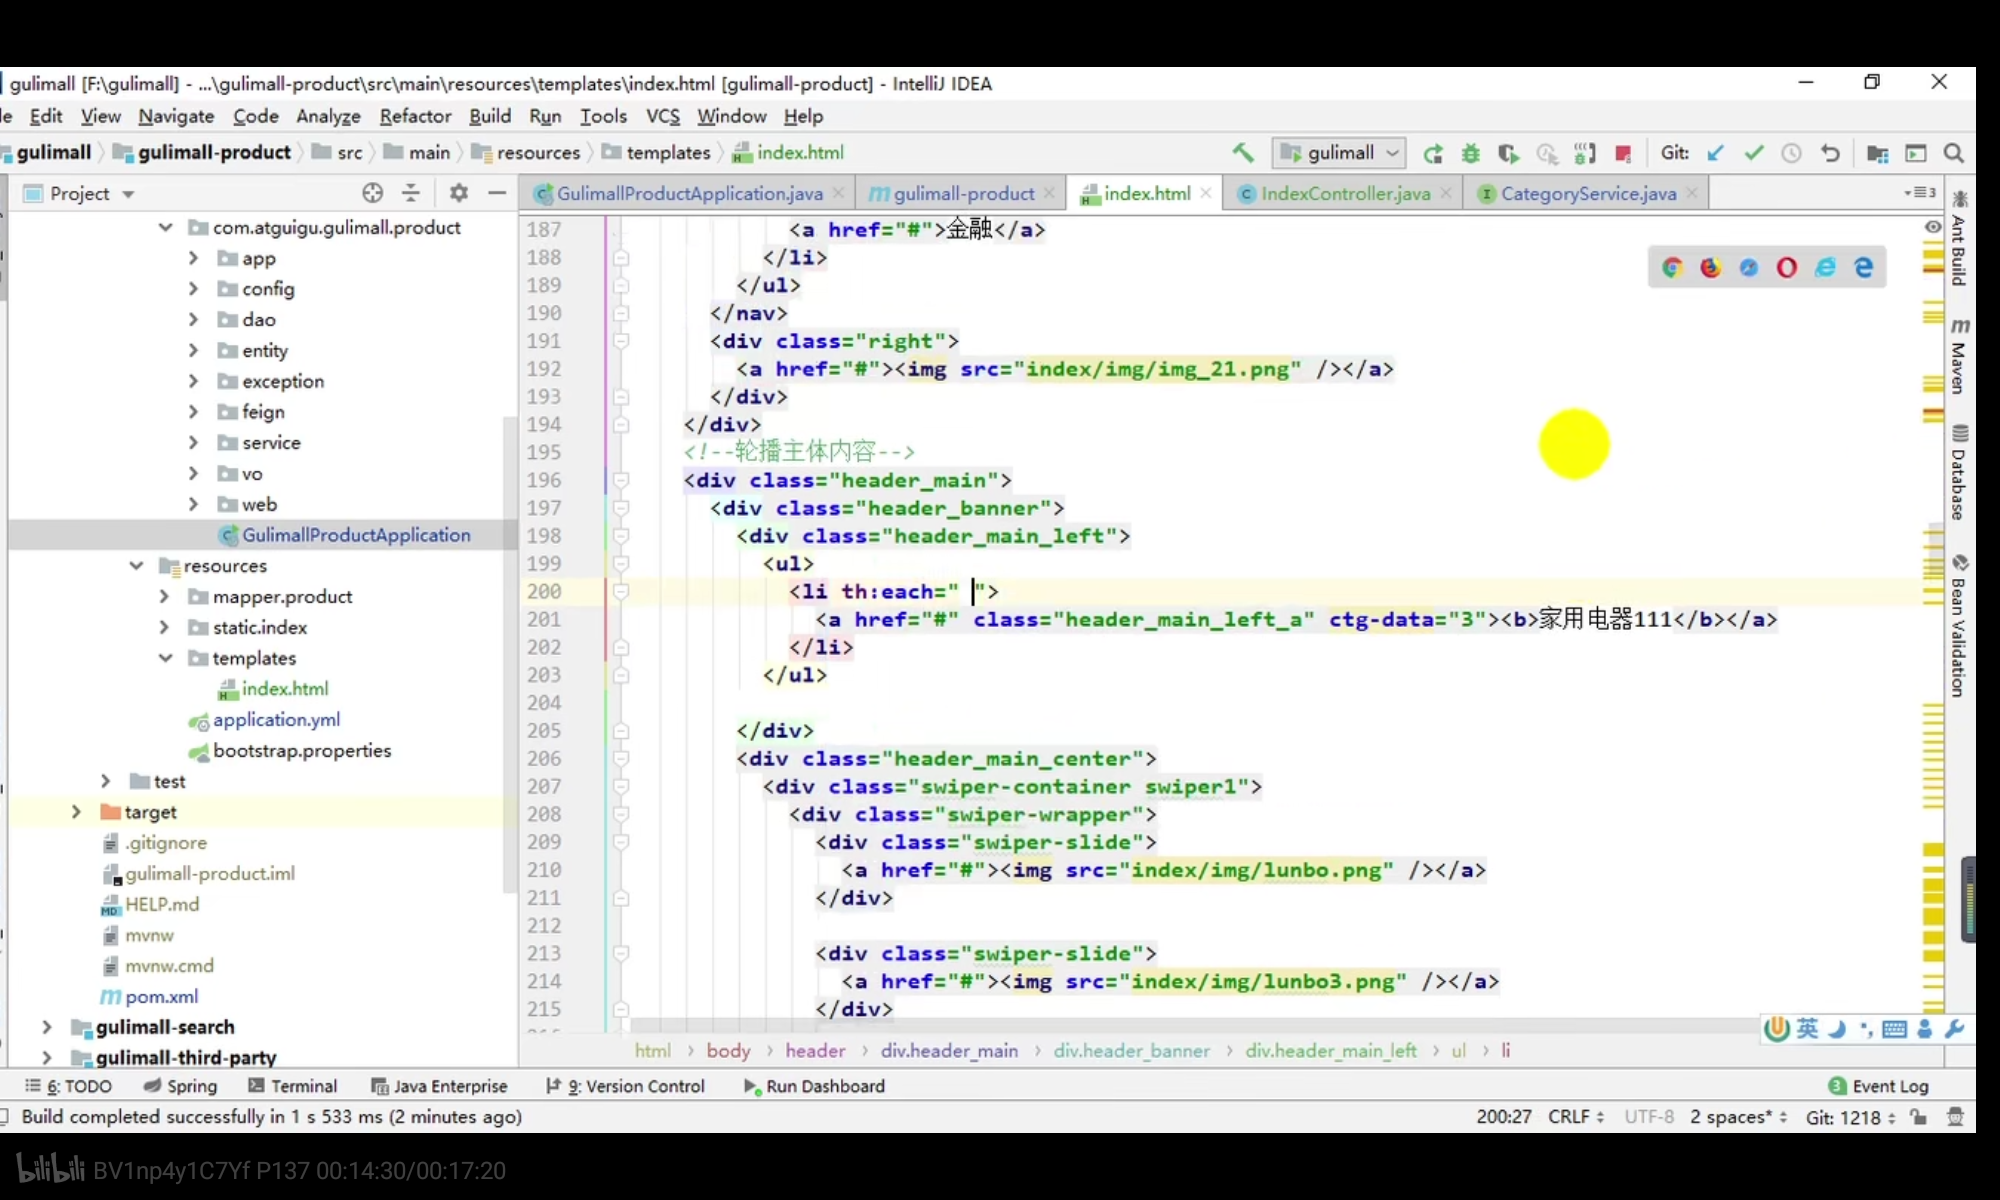 gulimall [F:\gulimall] - ...\gulimall-product\src\main\resources\templates\index.html [gulimall-product] - IntelliJ IDEA
Edit View Navigate Code Analyze Refactor Build Run Tools VCS Window Help
gulimall gulimall-product src main resources templates index.html gulimall Git:
Project GulimallProductApplication.java gulimall-product index.html IndexController.java CategoryService.java 3
com.atguigu.gulimall.product
app
config
dao
entity
exception
feign
service
vo
web
GulimallProductApplication
resources
mapper.product
static.index
templates
index.html
application.yml
bootstrap.properties
test
target
.gitignore
gulimall-product.iml
HELP.md
mvnw
mvnw.cmd
pom.xml
gulimall-search
gulimall-third-party
187 <a href="#">金融</a>
188 </li>
189 </ul>
190 </nav>
191 <div class="right">
192 <a href="#"><img src="index/img/img_21.png" /></a>
193 </div>
194 </div>
195 <!--轮播主体内容-->
196 <div class="header_main">
197 <div class="header_banner">
198 <div class="header_main_left">
199 <ul>
200 <li th:each=" ">
201 <a href="#" class="header_main_left_a" ctg-data="3"><b>家用电器111</b></a>
202 </li>
203 </ul>
204
205 </div>
206 <div class="header_main_center">
207 <div class="swiper-container swiper1">
208 <div class="swiper-wrapper">
209 <div class="swiper-slide">
210 <a href="#"><img src="index/img/lunbo.png" /></a>
211 </div>
212
213 <div class="swiper-slide">
214 <a href="#"><img src="index/img/lunbo3.png" /></a>
215 </div>
Ant Build
Maven
Database
Bean Validation
英
html body header div.header_main div.header_banner div.header_main_left ul li
6: TODO Spring Terminal Java Enterprise 9: Version Control Run Dashboard 3 Event Log
Build completed successfully in 1 s 533 ms (2 minutes ago) 200:27 CRLF UTF-8 2 spaces* Git: 1218
bilibili BV1np4y1C7Yf P137 00:14:30/00:17:20